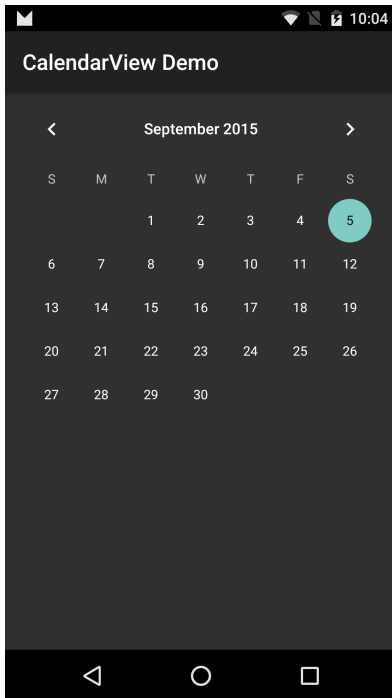 10:04
CalendarView Demo
September 2015
S M T W T F S
1 2 3 4 5
6 7 8 9 10 11 12
13 14 15 16 17 18 19
20 21 22 23 24 25 26
27 28 29 30